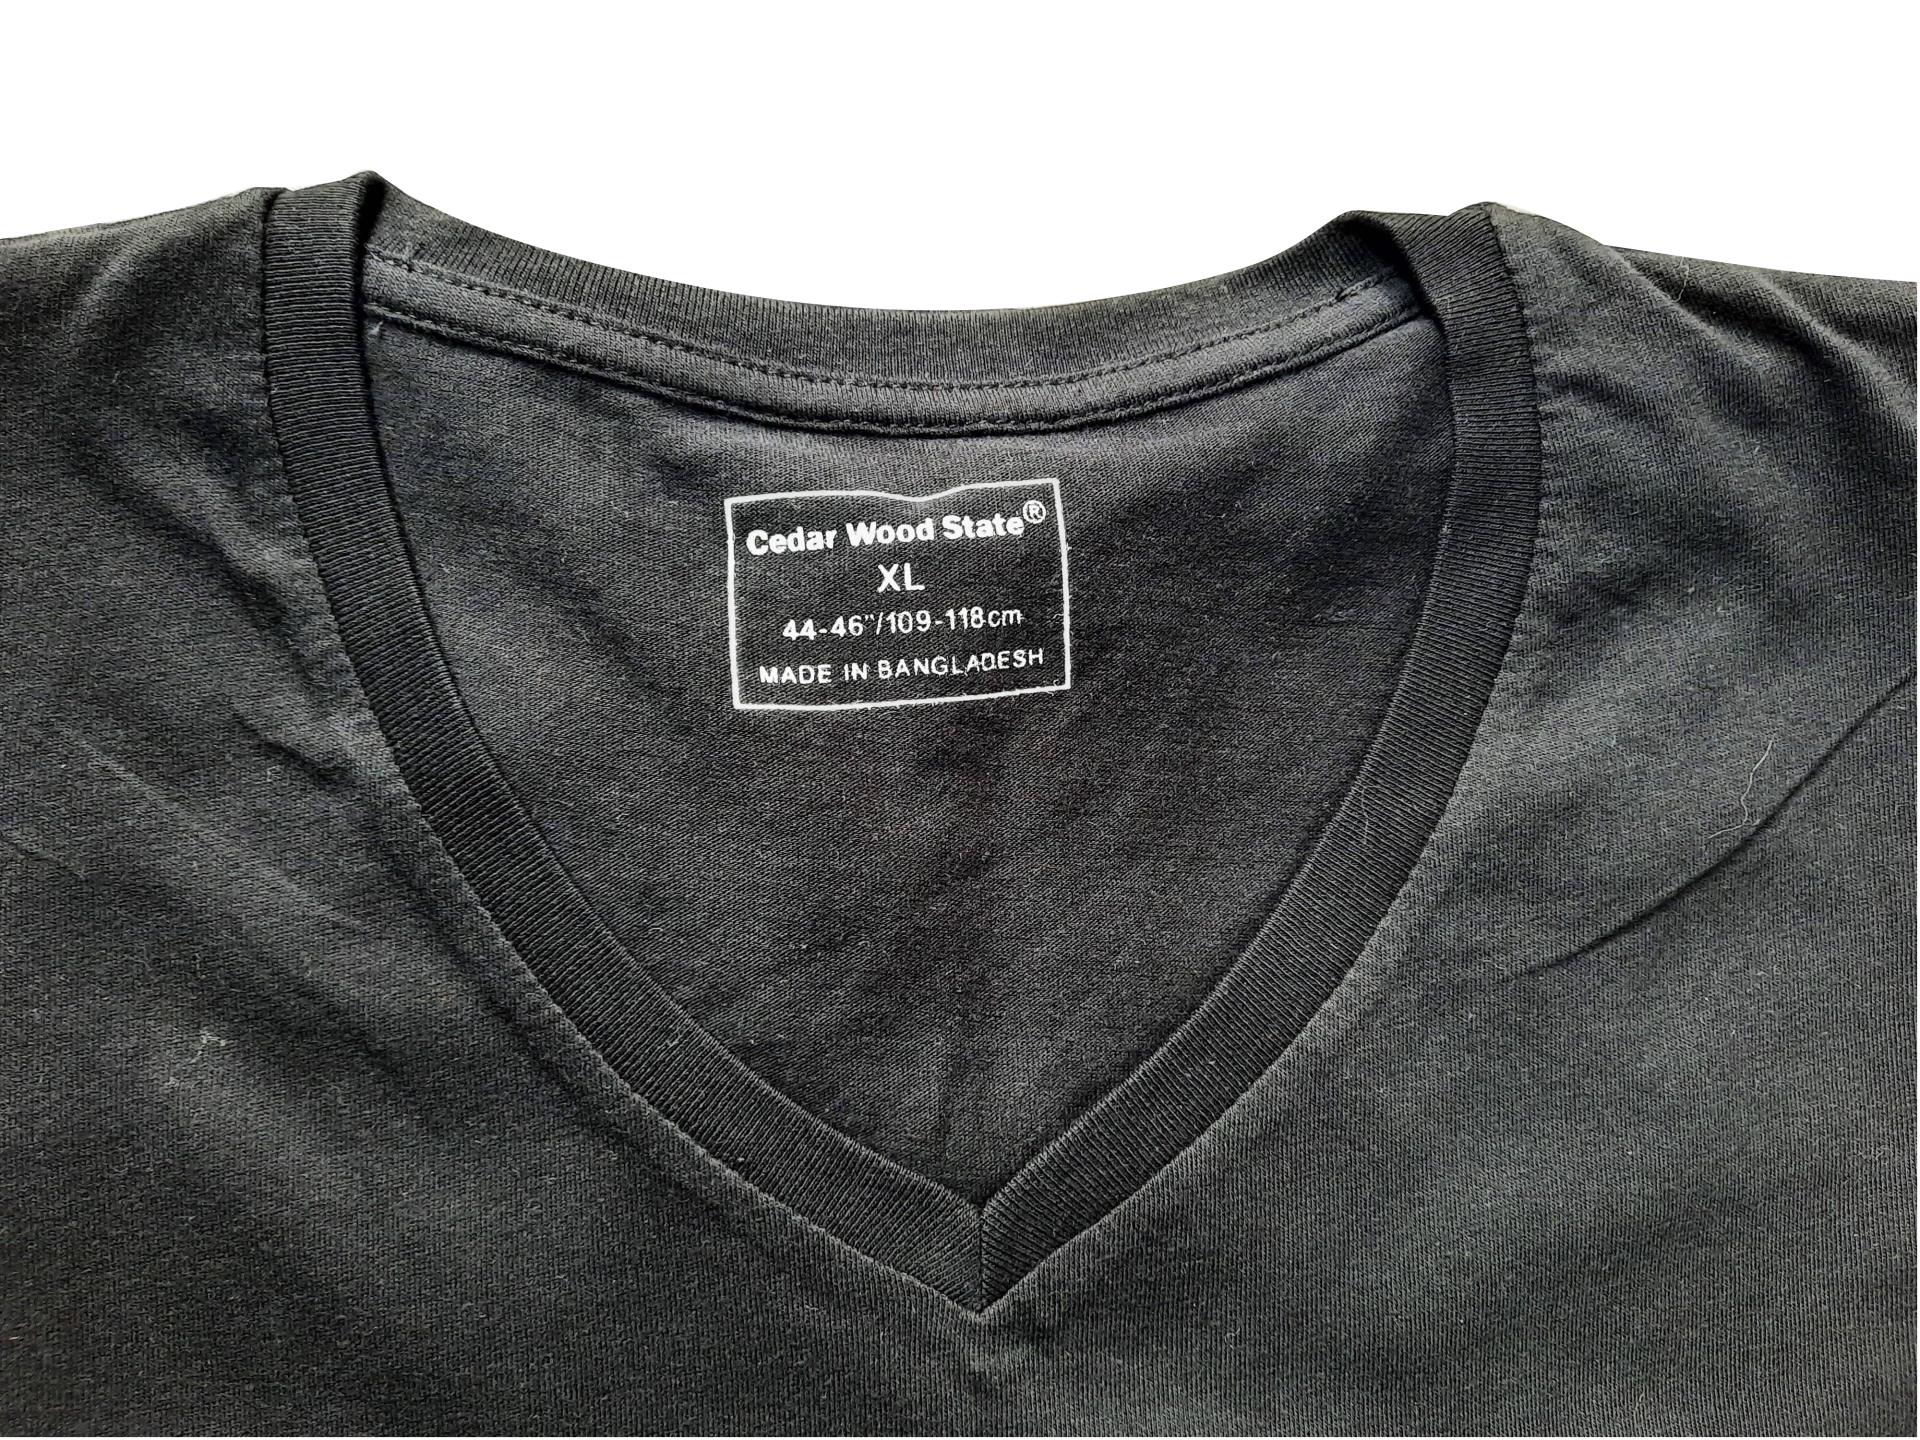 Cedar Wood State®
XL
44-46"/109-118cm
MADE IN BANGLADESH